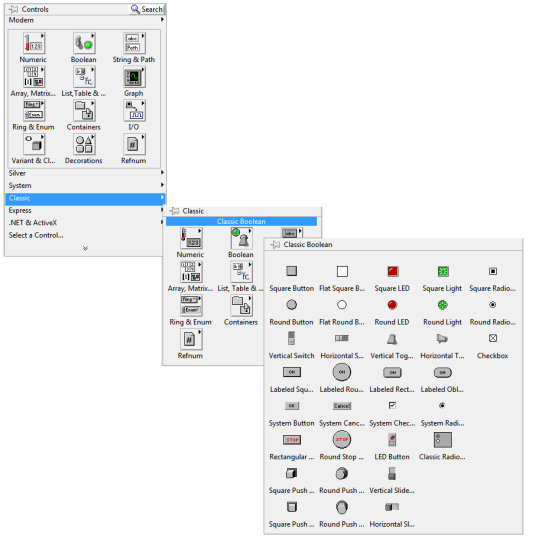 Controls
Search
Modern
Numeric Boolean String & Path
Array, Matrix... List, Table & ... Graph
Ring & Enum Containers I/O
Variant & Cl... Decorations Refnum
Silver
System
Classic
Express
.NET & ActiveX
Select a Control...
Classic
Classic Boolean
Numeric Boolean
Array, Matrix... List, Table & ...
Ring & Enum Containers
Refnum
Classic Boolean
Square Button Flat Square B... Square LED Square Light Square Radio...
Round Button Flat Round B... Round LED Round Light Round Radio...
Vertical Switch Horizontal S... Vertical Tog... Horizontal T... Checkbox
OK OK OK OK
Labeled Squ... Labeled Rou... Labeled Rect... Labeled Obl...
OK Cancel
System Button System Canc... System Chec... System Radi...
STOP STOP
Rectangular ... Round Stop ... LED Button Classic Radio...
Square Push ... Round Push ... Vertical Slide...
Square Push ... Round Push ... Horizontal Sl...